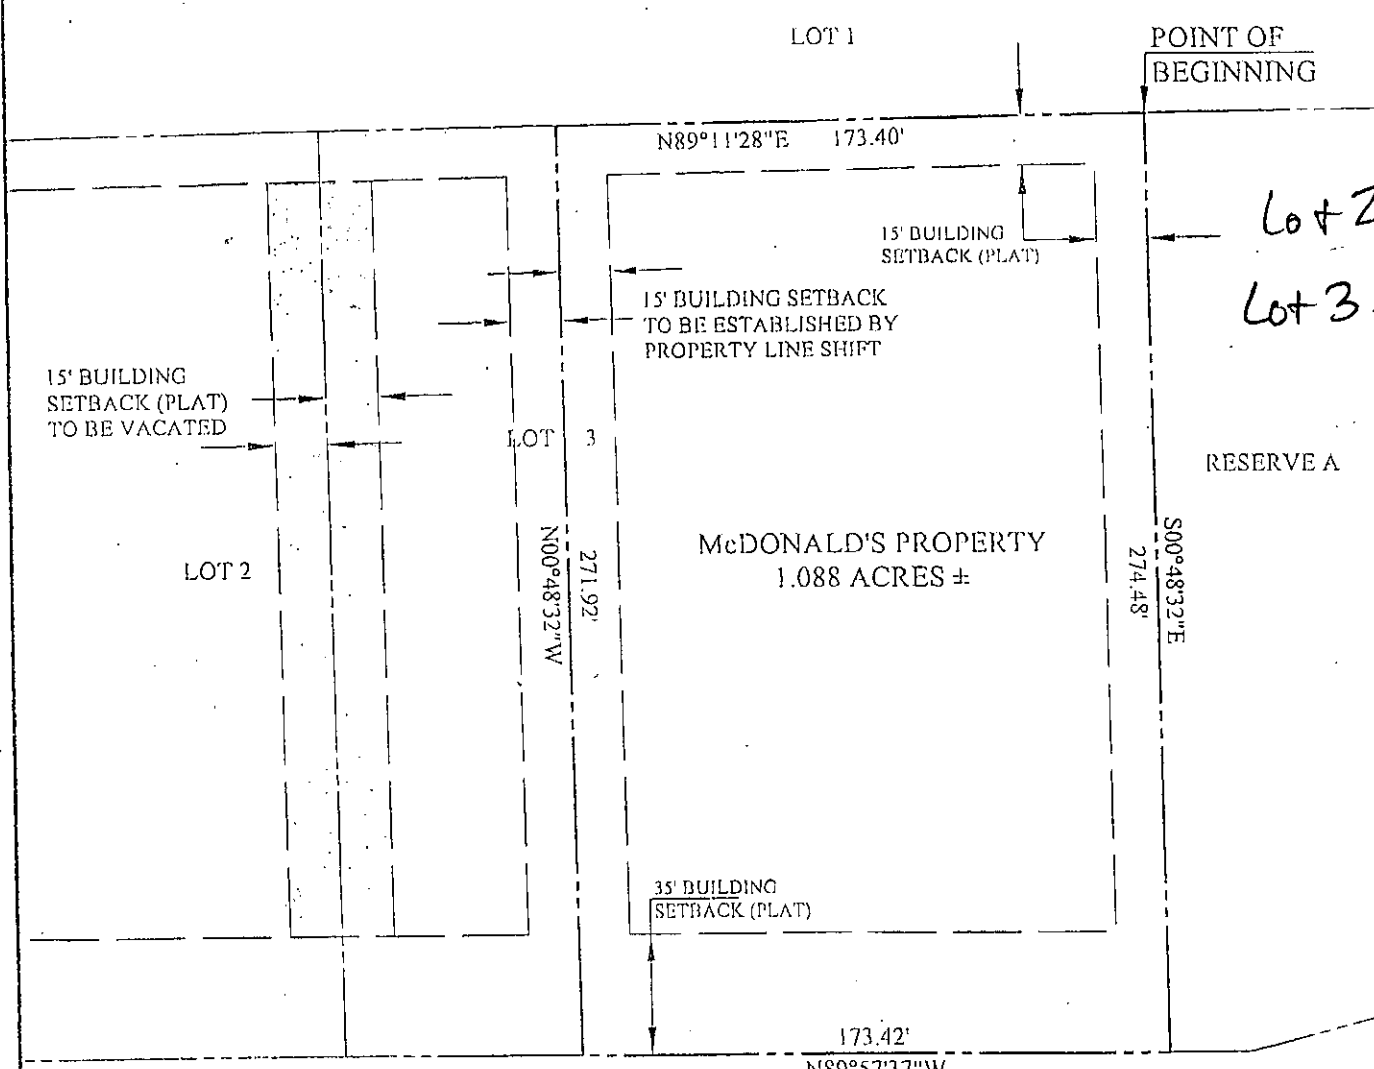 LOT 1
POINT OF
BEGINNING
N89°11'28"E 173.40'
Lot 2
Lot 3
15' BUILDING
SETBACK (PLAT)
15' BUILDING SETBACK
TO BE ESTABLISHED BY
PROPERTY LINE SHIFT
15' BUILDING
SETBACK (PLAT)
TO BE VACATED
LOT 3
RESERVE A
LOT 2
McDONALD'S PROPERTY
1.088 ACRES ±
N00°48'32"W
271.92'
274.48'
S00°48'32"E
35' BUILDING
SETBACK (PLAT)
173.42'
N89°57'37"W